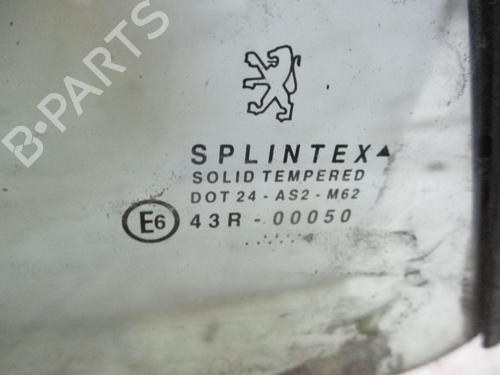 B-PARTS
SPLINTEX
SOLID TEMPERED
DOT 24 - AS2 - M62
E6 43R - 00050